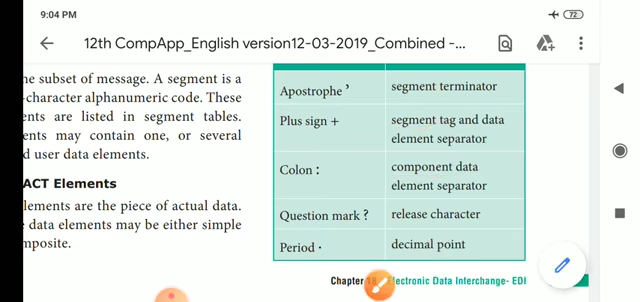 9:04 PM
72
12th CompApp_English version12-03-2019_Combined -...
he subset of message. A segment is a
-character alphanumeric code. These
ents are listed in segment tables.
ents may contain one, or several
d user data elements.
ACT Elements
lements are the piece of actual data.
e data elements may be either simple
mposite.
Apostrophe ’ segment terminator
Plus sign + segment tag and data
element separator
Colon : component data
element separator
Question mark ? release character
Period . decimal point
Chapter Electronic Data Interchange- EDI